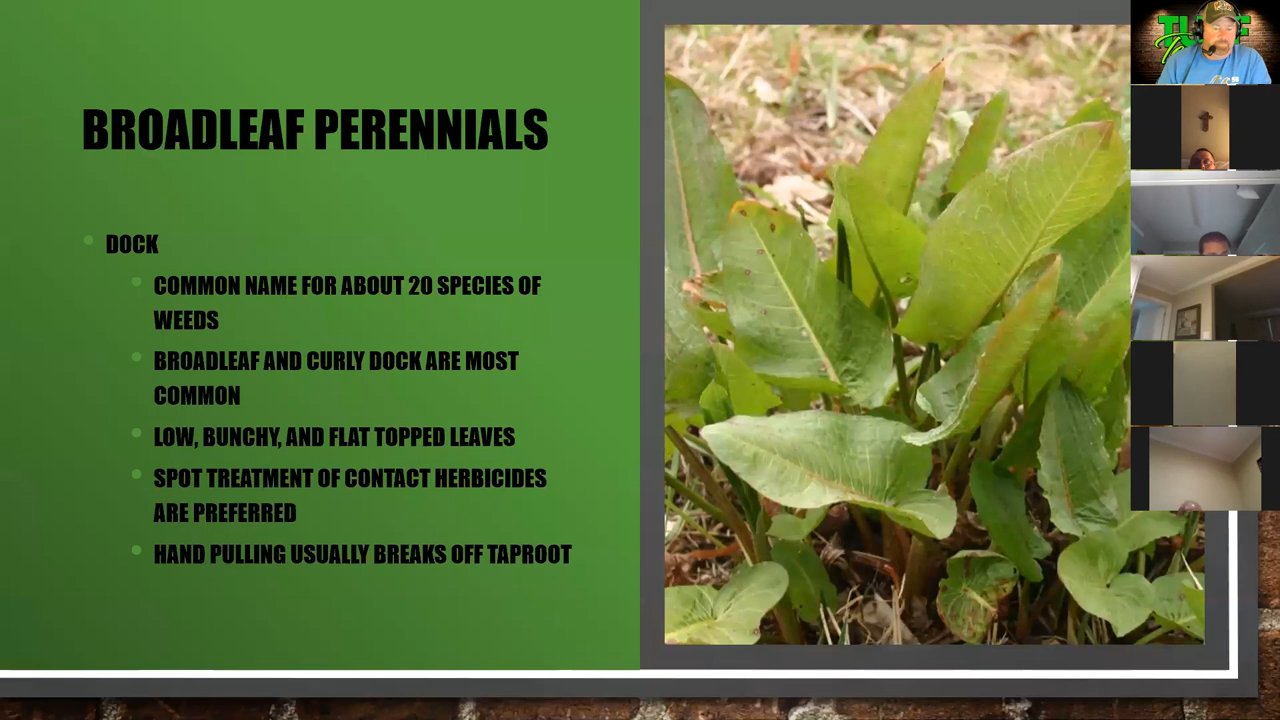 BROADLEAF PERENNIALS
DOCK
COMMON NAME FOR ABOUT 20 SPECIES OF
WEEDS
BROADLEAF AND CURLY DOCK ARE MOST
COMMON
LOW, BUNCHY, AND FLAT TOPPED LEAVES
SPOT TREATMENT OF CONTACT HERBICIDES
ARE PREFERRED
HAND PULLING USUALLY BREAKS OFF TAPROOT